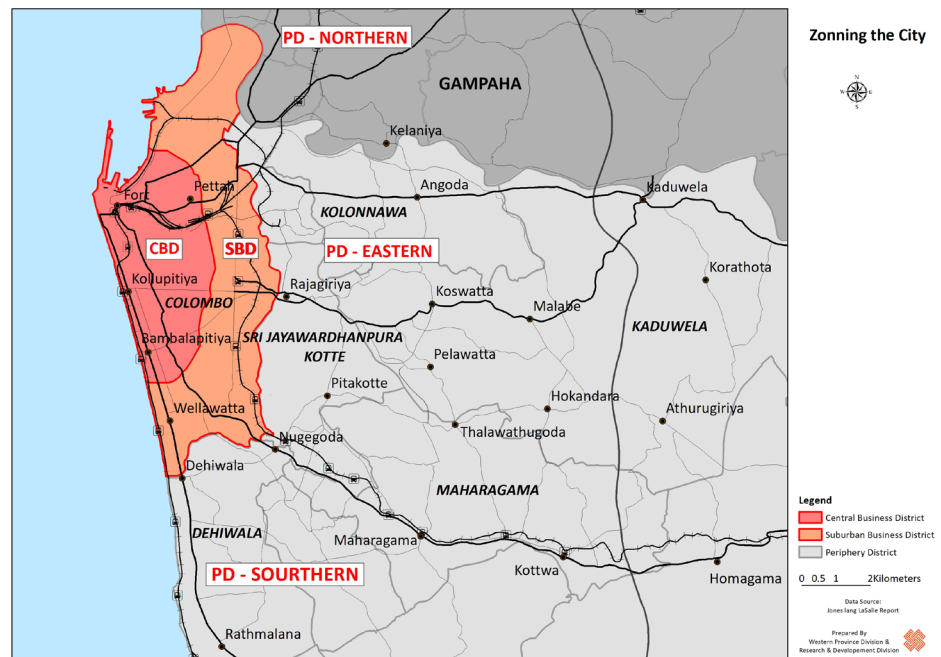 Zonning the City
N
W E
S
PD - NORTHERN
GAMPAHA
Kelaniya
Angoda
Kaduwela
Pettah
Fort
KOLONNAWA
CBD
SBD
PD - EASTERN
Korathota
Kollupitiya
COLOMBO
Rajagiriya
Koswatta
Malabe
KADUWELA
Bambalapitiya
SRI JAYAWARDHANPURA
KOTTE
Pelawatta
Pitakotte
Hokandara
Wellawatta
Athurugiriya
Thalawathugoda
Nugegoda
Dehiwala
MAHARAGAMA
DEHIWALA
Maharagama
Kottwa
Homagama
PD - SOURTHERN
Rathmalana
Legend
Central Business District
Suburban Business District
Periphery District
0 0.5 1 2Kilometers
Data Source:
Jones lang LaSalle Report
Prepared By
Western Province Division &
Research & Development Division